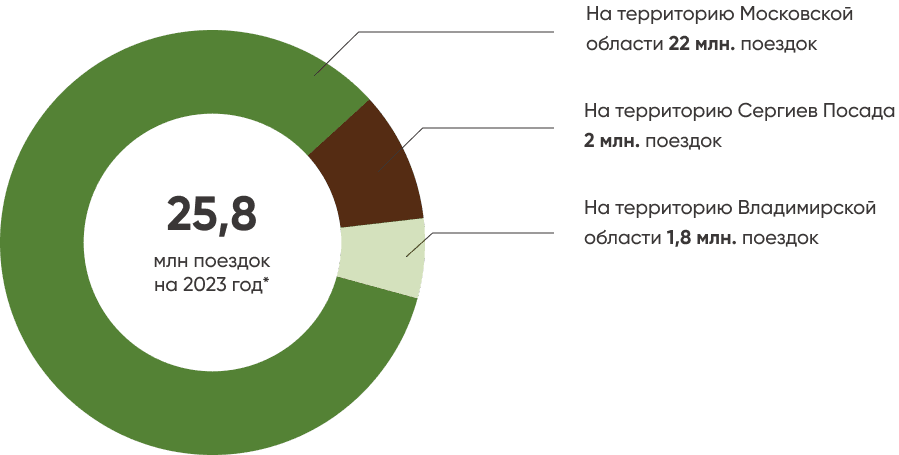 На территорию Московской
области 22 млн. поездок
На территорию Сергиев Посада
2 млн. поездок
25,8
млн поездок
на 2023 год*
На территорию Владимирской
области 1,8 млн. поездок